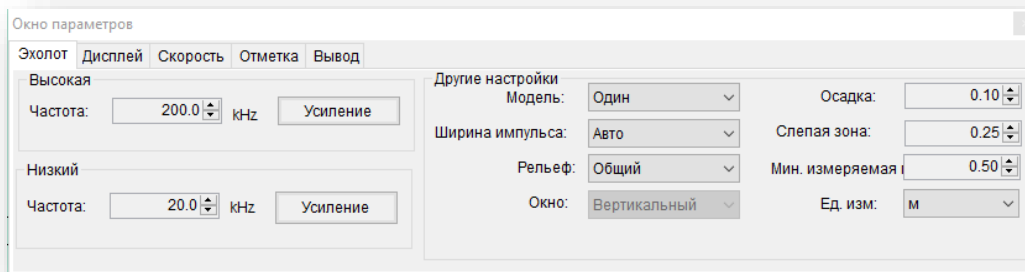 Окно параметров
Эхолот Дисплей Скорость Отметка Вывод
Высокая
Частота: 200.0 kHz Усиление
Низкий
Частота: 20.0 kHz Усиление
Другие настройки
Модель: Один Осадка: 0.10
Ширина импульса: Авто Слепая зона: 0.25
Рельеф: Общий Мин. измеряемая 0.50
Окно: Вертикальный Ед. изм: м